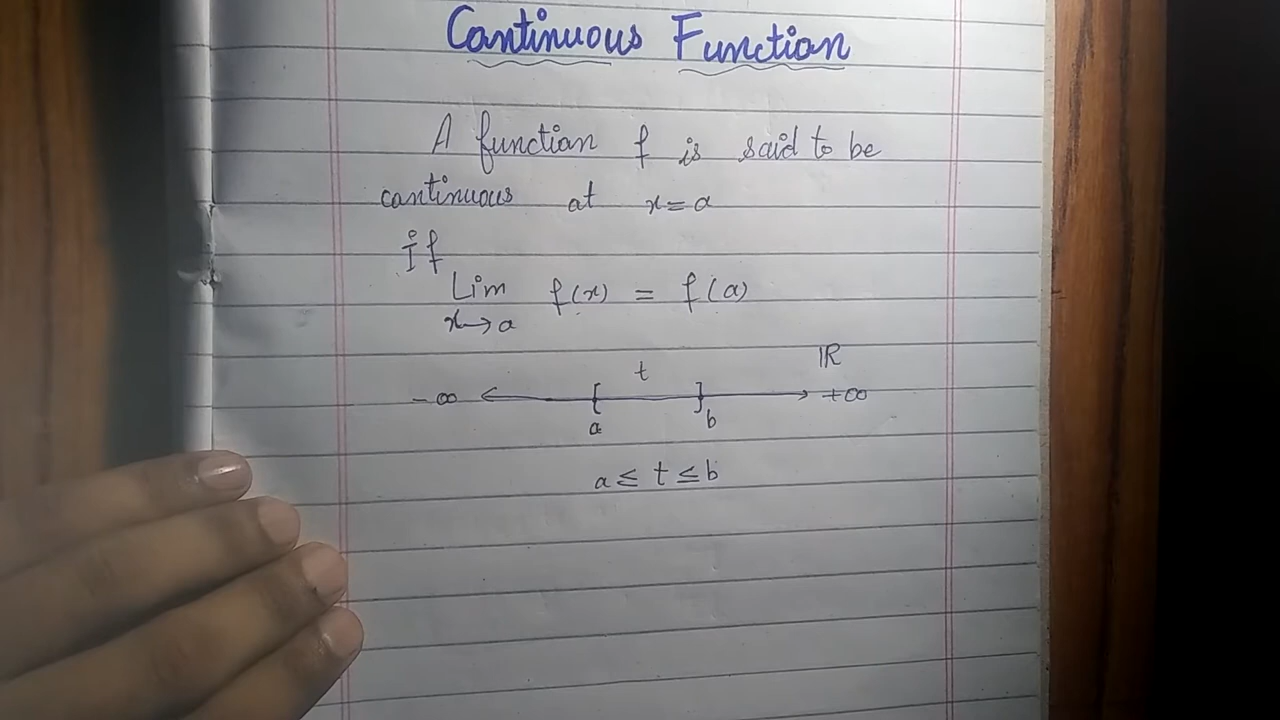 Continuous Function
A function f is said to be
continuous at x = a
If
Lim f(x) = f(a)
x→a
t
IR
-∞ +∞
a b
a ≤ t ≤ b